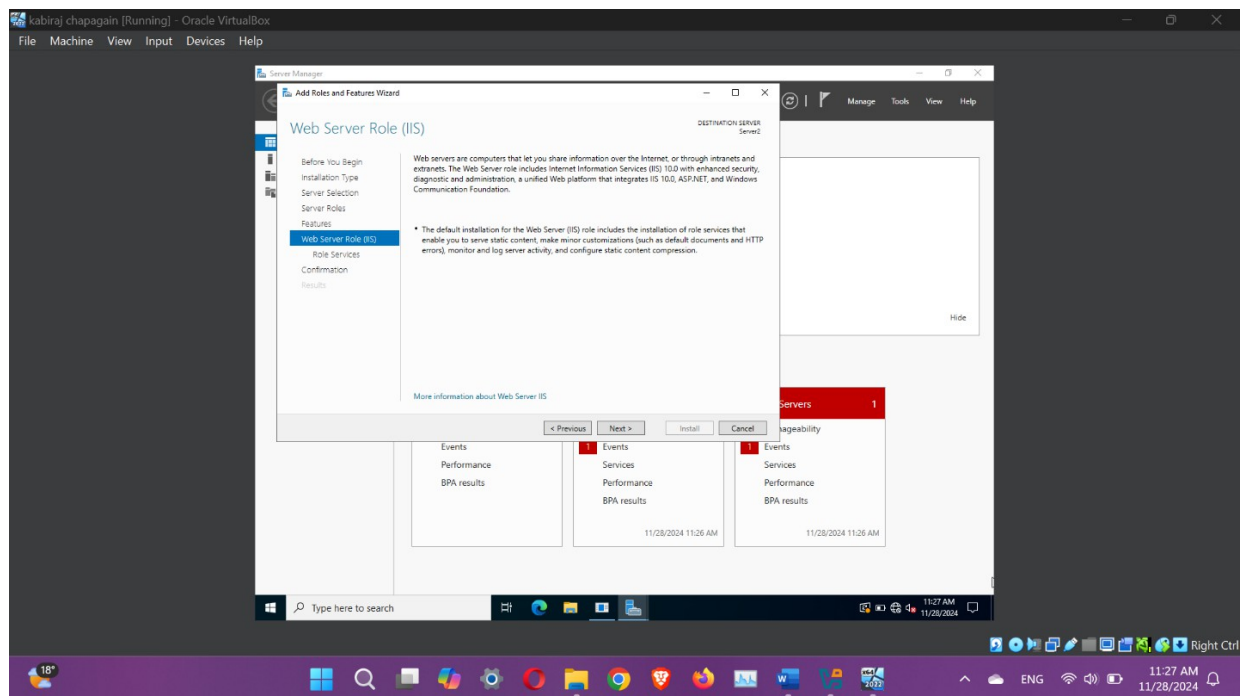 kabiraj chapagain [Running] - Oracle VirtualBox
File Machine View Input Devices Help
Server Manager
Manage Tools View Help
Add Roles and Features Wizard
Web Server Role (IIS)
DESTINATION SERVER
Server2
Before You Begin
Installation Type
Server Selection
Server Roles
Features
Web Server Role (IIS)
Role Services
Confirmation
Results
Web servers are computers that let you share information over the Internet, or through intranets and
extranets. The Web Server role includes Internet Information Services (IIS) 10.0 with enhanced security,
diagnostic and administration, a unified Web platform that integrates IIS 10.0, ASP.NET, and Windows
Communication Foundation.
• The default installation for the Web Server (IIS) role includes the installation of role services that
enable you to serve static content, make minor customizations (such as default documents and HTTP
errors), monitor and log server activity, and configure static content compression.
More information about Web Server IIS
< Previous Next > Install Cancel
Hide
Servers 1
nageability
Events
Performance
BPA results
1 Events
Services
Performance
BPA results
11/28/2024 11:26 AM
1 Events
Services
Performance
BPA results
11/28/2024 11:26 AM
Type here to search
11:27 AM
11/28/2024
Right Ctrl
18°
2022
ENG
11:27 AM
11/28/2024